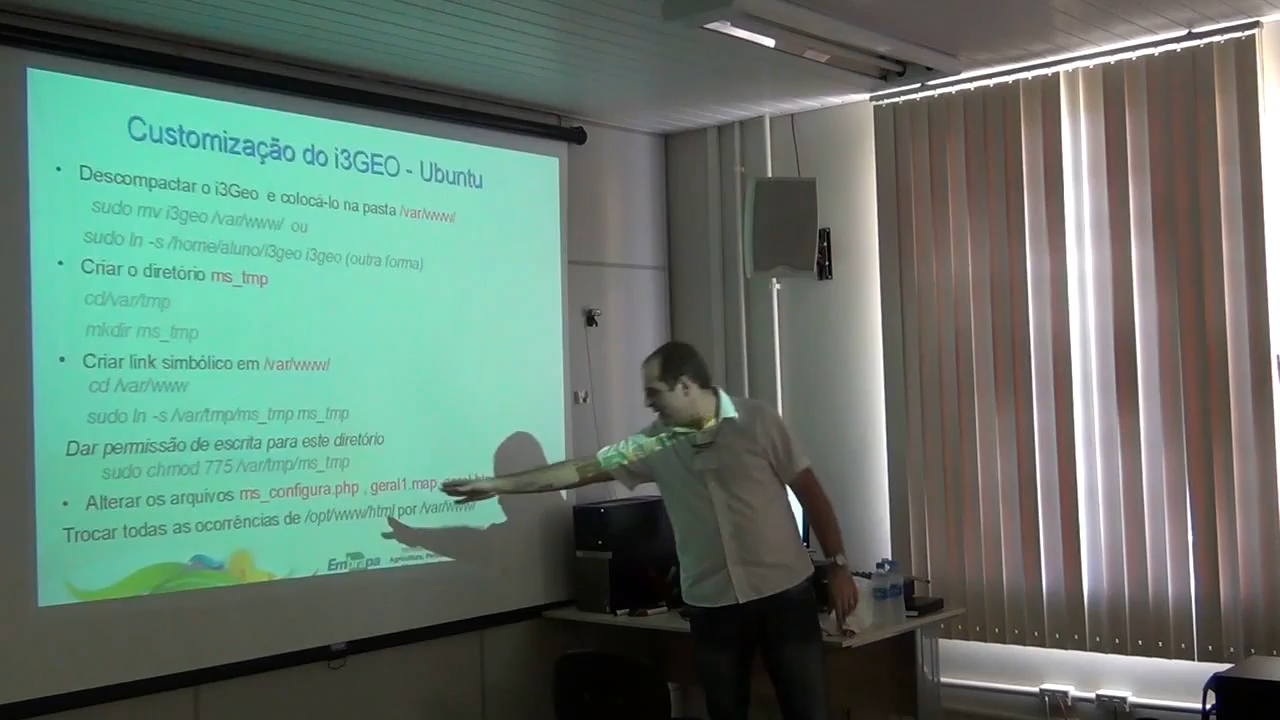 Customização do i3GEO - Ubuntu
• Descompactar o i3Geo e colocá-lo na pasta /var/www/
sudo mv i3geo /var/www/ ou
sudo ln -s /home/aluno/i3geo i3geo (outra forma)
• Criar o diretório ms_tmp
cd/var/tmp
mkdir ms_tmp
• Criar link simbólico em /var/www/
cd /var/www
sudo ln -s /var/tmp/ms_tmp ms_tmp
Dar permissão de escrita para este diretório
sudo chmod 775 /var/tmp/ms_tmp
• Alterar os arquivos ms_configura.php , geral1.map,
Trocar todas as ocorrências de /opt/www/html por /var/www/
Embrapa